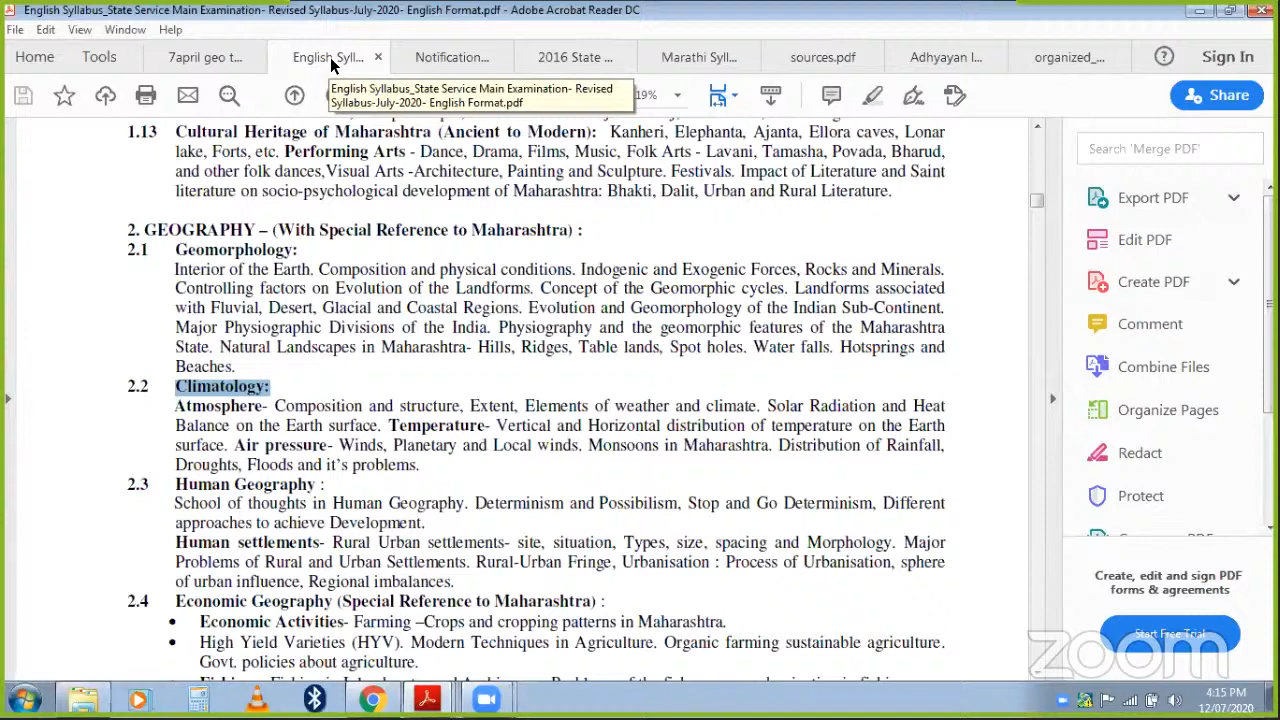 English Syllabus_State Service Main Examination- Revised Syllabus-July-2020- English Format.pdf - Adobe Acrobat Reader DC
File Edit View Window Help
Home Tools 7april geo t... English Syll... × Notification... 2016 State ... Marathi Syll... sources.pdf Adhyayan I... organized_... Sign In
English Syllabus_State Service Main Examination- Revised
Syllabus-July-2020- English Format.pdf
19%
Share
1.13 Cultural Heritage of Maharashtra (Ancient to Modern): Kanheri, Elephanta, Ajanta, Ellora caves, Lonar
lake, Forts, etc. Performing Arts - Dance, Drama, Films, Music, Folk Arts - Lavani, Tamasha, Povada, Bharud,
and other folk dances,Visual Arts -Architecture, Painting and Sculpture. Festivals. Impact of Literature and Saint
literature on socio-psychological development of Maharashtra: Bhakti, Dalit, Urban and Rural Literature.
2. GEOGRAPHY – (With Special Reference to Maharashtra) :
2.1 Geomorphology:
Interior of the Earth. Composition and physical conditions. Indogenic and Exogenic Forces, Rocks and Minerals.
Controlling factors on Evolution of the Landforms. Concept of the Geomorphic cycles. Landforms associated
with Fluvial, Desert, Glacial and Coastal Regions. Evolution and Geomorphology of the Indian Sub-Continent.
Major Physiographic Divisions of the India. Physiography and the geomorphic features of the Maharashtra
State. Natural Landscapes in Maharashtra- Hills, Ridges, Table lands, Spot holes. Water falls. Hotsprings and
Beaches.
2.2 Climatology:
Atmosphere- Composition and structure, Extent, Elements of weather and climate. Solar Radiation and Heat
Balance on the Earth surface. Temperature- Vertical and Horizontal distribution of temperature on the Earth
surface. Air pressure- Winds, Planetary and Local winds. Monsoons in Maharashtra. Distribution of Rainfall,
Droughts, Floods and it's problems.
2.3 Human Geography :
School of thoughts in Human Geography. Determinism and Possibilism, Stop and Go Determinism, Different
approaches to achieve Development.
Human settlements- Rural Urban settlements- site, situation, Types, size, spacing and Morphology. Major
Problems of Rural and Urban Settlements. Rural-Urban Fringe, Urbanisation : Process of Urbanisation, sphere
of urban influence, Regional imbalances.
2.4 Economic Geography (Special Reference to Maharashtra) :
• Economic Activities- Farming –Crops and cropping patterns in Maharashtra.
• High Yield Varieties (HYV). Modern Techniques in Agriculture. Organic farming sustainable agriculture.
Govt. policies about agriculture.
Search 'Merge PDF'
Export PDF
Edit PDF
Create PDF
Comment
Combine Files
Organize Pages
Redact
Protect
Create, edit and sign PDF
forms & agreements
Start Free Trial
zoom
4:15 PM
12/07/2020